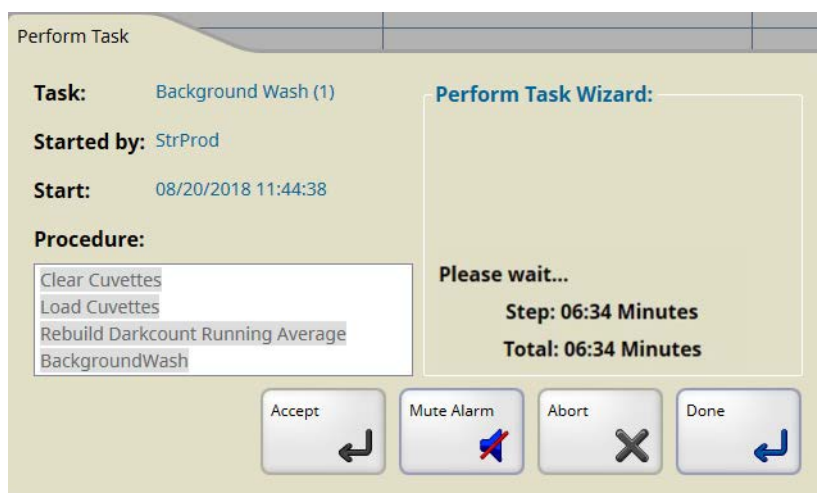 Perform Task
Task: Background Wash (1)
Started by: StrProd
Start: 08/20/2018 11:44:38
Procedure:
Clear Cuvettes
Load Cuvettes
Rebuild Darkcount Running Average
BackgroundWash
Perform Task Wizard:
Please wait...
Step: 06:34 Minutes
Total: 06:34 Minutes
Accept
Mute Alarm
Abort
Done